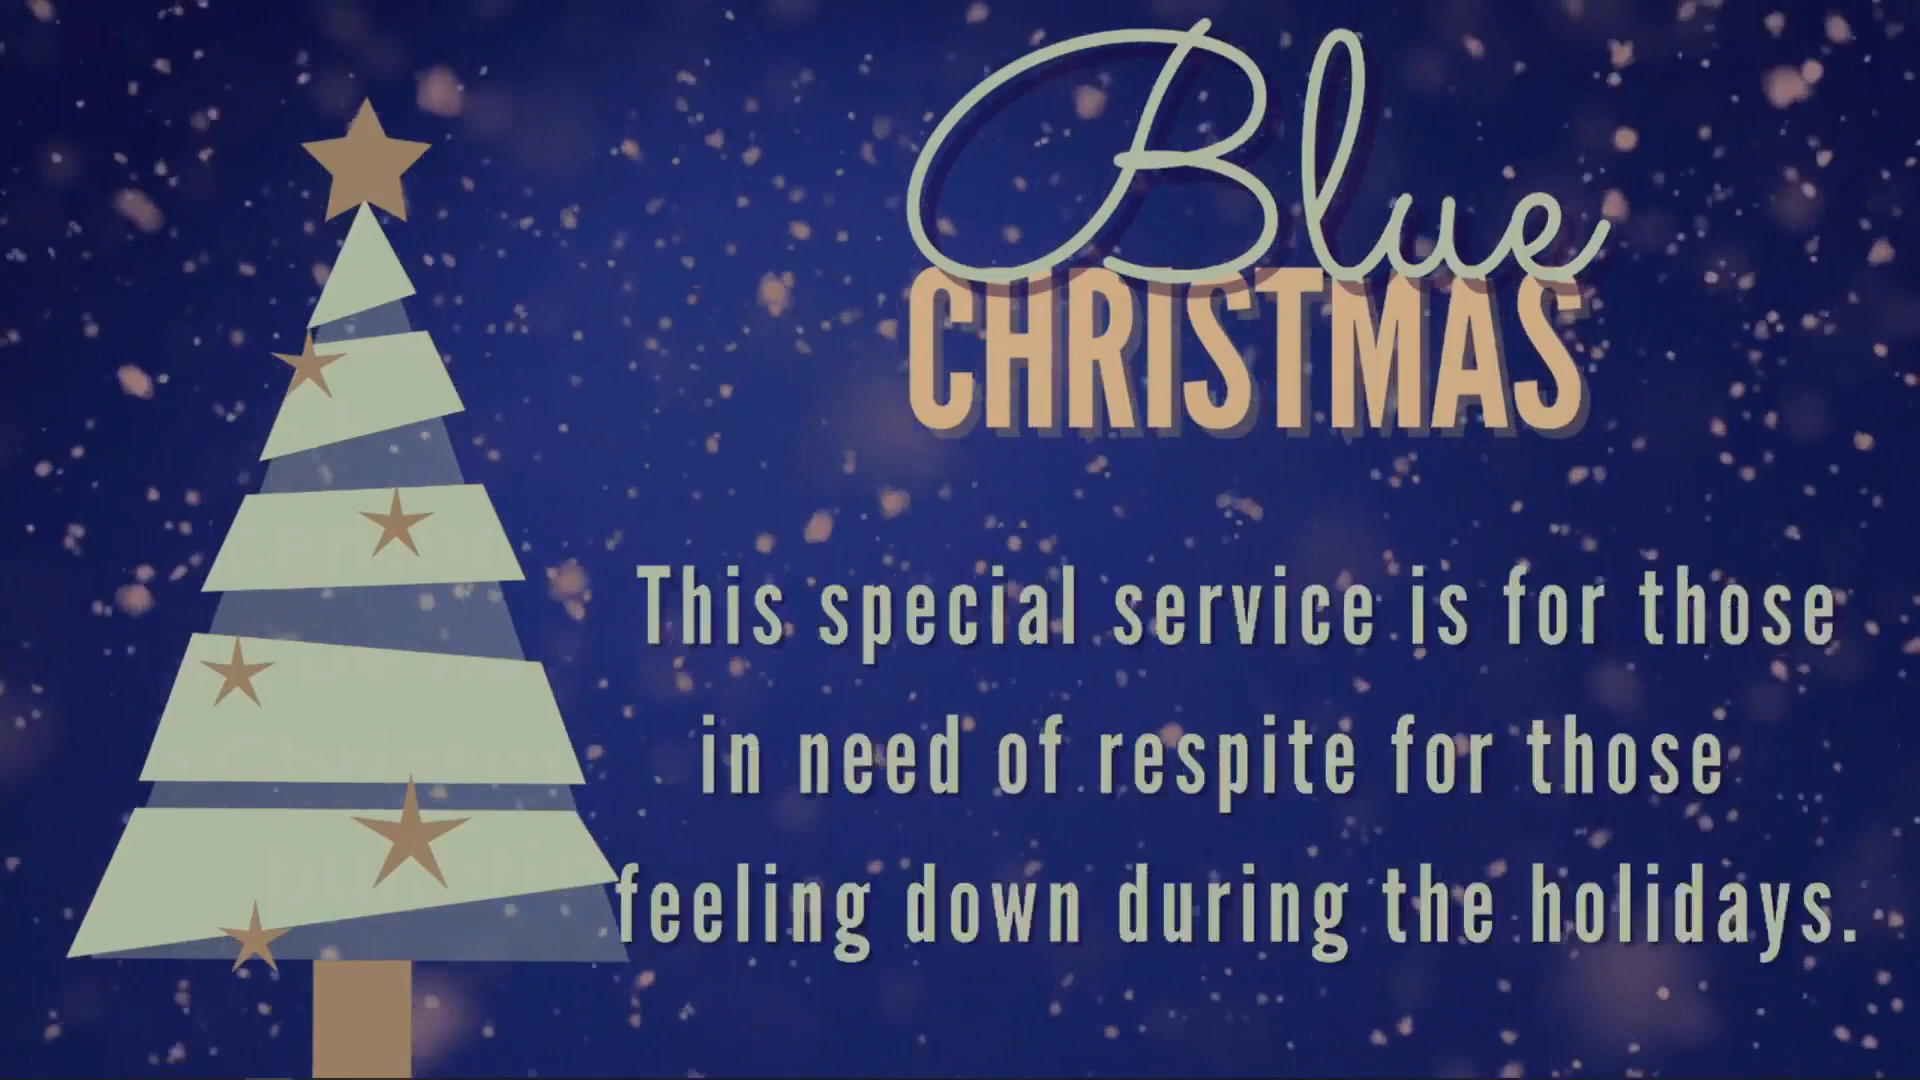 Blue
CHRISTMAS
This special service is for those
in need of respite for those
feeling down during the holidays.